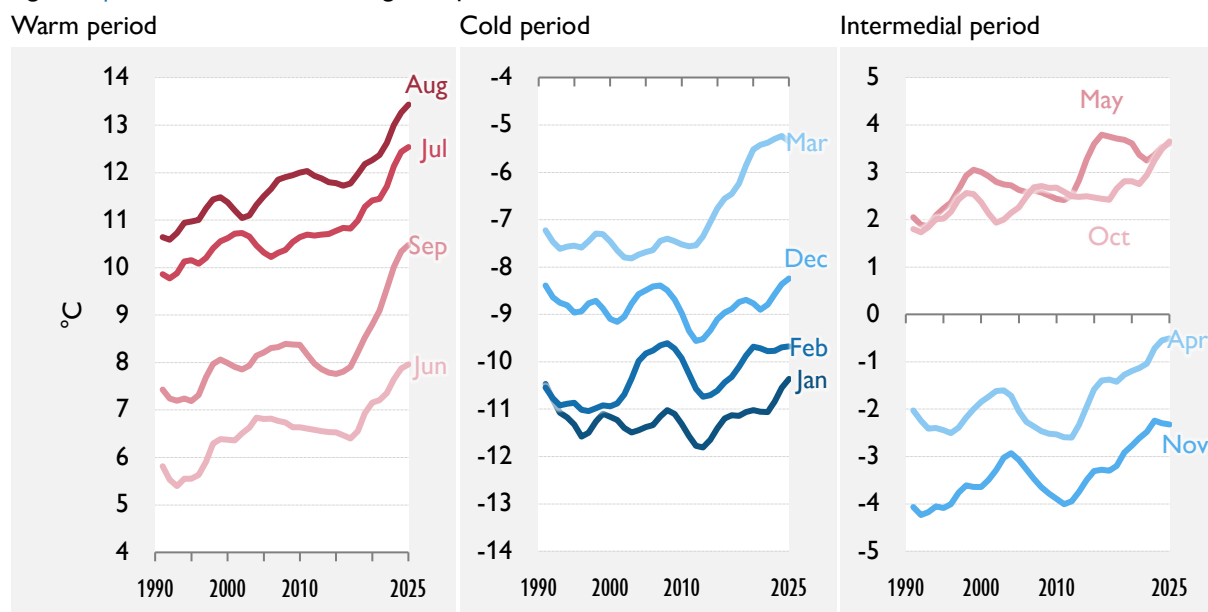 Warm period
Cold period
Intermedial period
°C
14
13
12
11
10
9
8
7
6
5
4
Aug
Jul
Sep
Jun
1990
2000
2010
2025
-4
-5
-6
-7
-8
-9
-10
-11
-12
-13
-14
Mar
Dec
Feb
Jan
1990
2000
2010
2025
5
4
3
2
1
0
-1
-2
-3
-4
-5
May
Oct
Apr
Nov
1990
2000
2010
2025